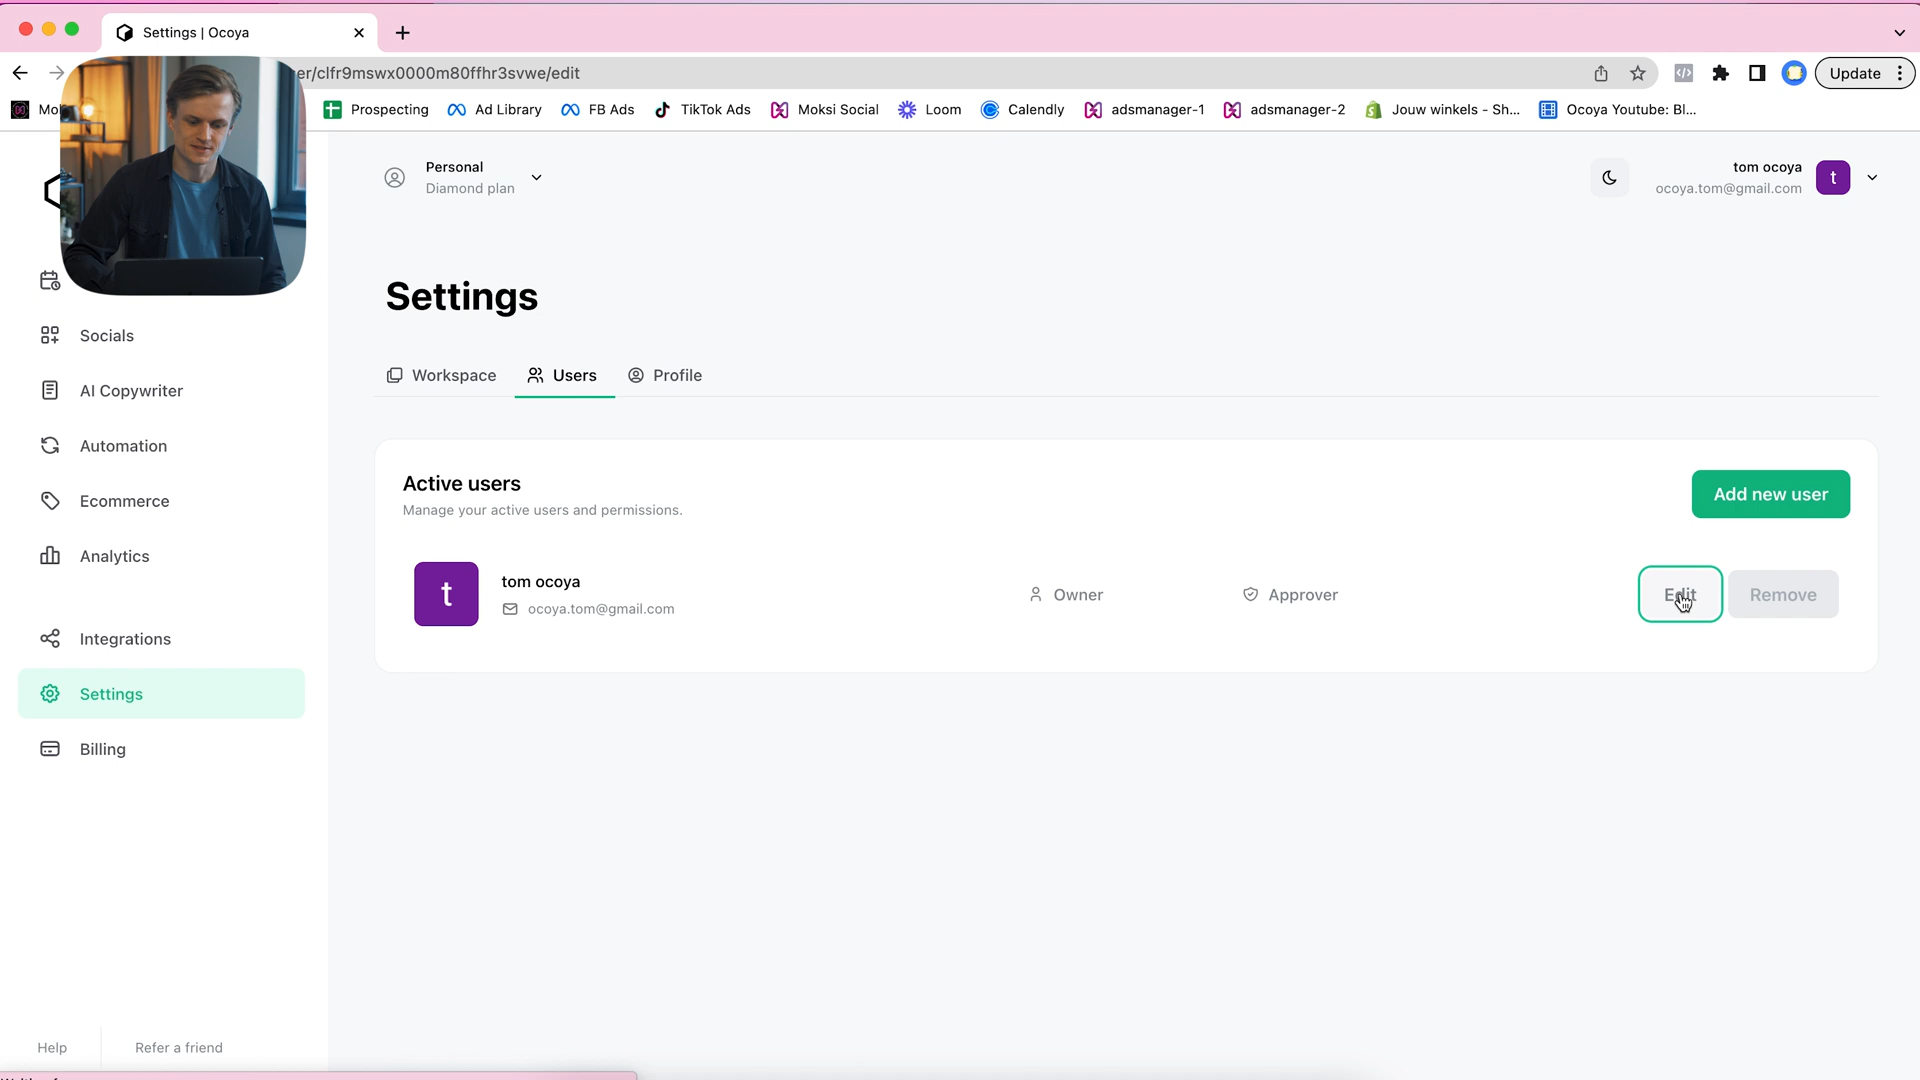 Settings | Ocoya
er/clfr9mswx0000m80ffhr3svwe/edit
Update
Prospecting
Ad Library
FB Ads
TikTok Ads
Moksi Social
Loom
Calendly
adsmanager-1
adsmanager-2
Jouw winkels - Sh...
Ocoya Youtube: Bl...
Personal
Diamond plan
tom ocoya
ocoya.tom@gmail.com
t
Settings
Socials
AI Copywriter
Automation
Ecommerce
Analytics
Integrations
Settings
Billing
Workspace
Users
Profile
Active users
Manage your active users and permissions.
Add new user
t
tom ocoya
ocoya.tom@gmail.com
Owner
Approver
Edit
Remove
Help
Refer a friend